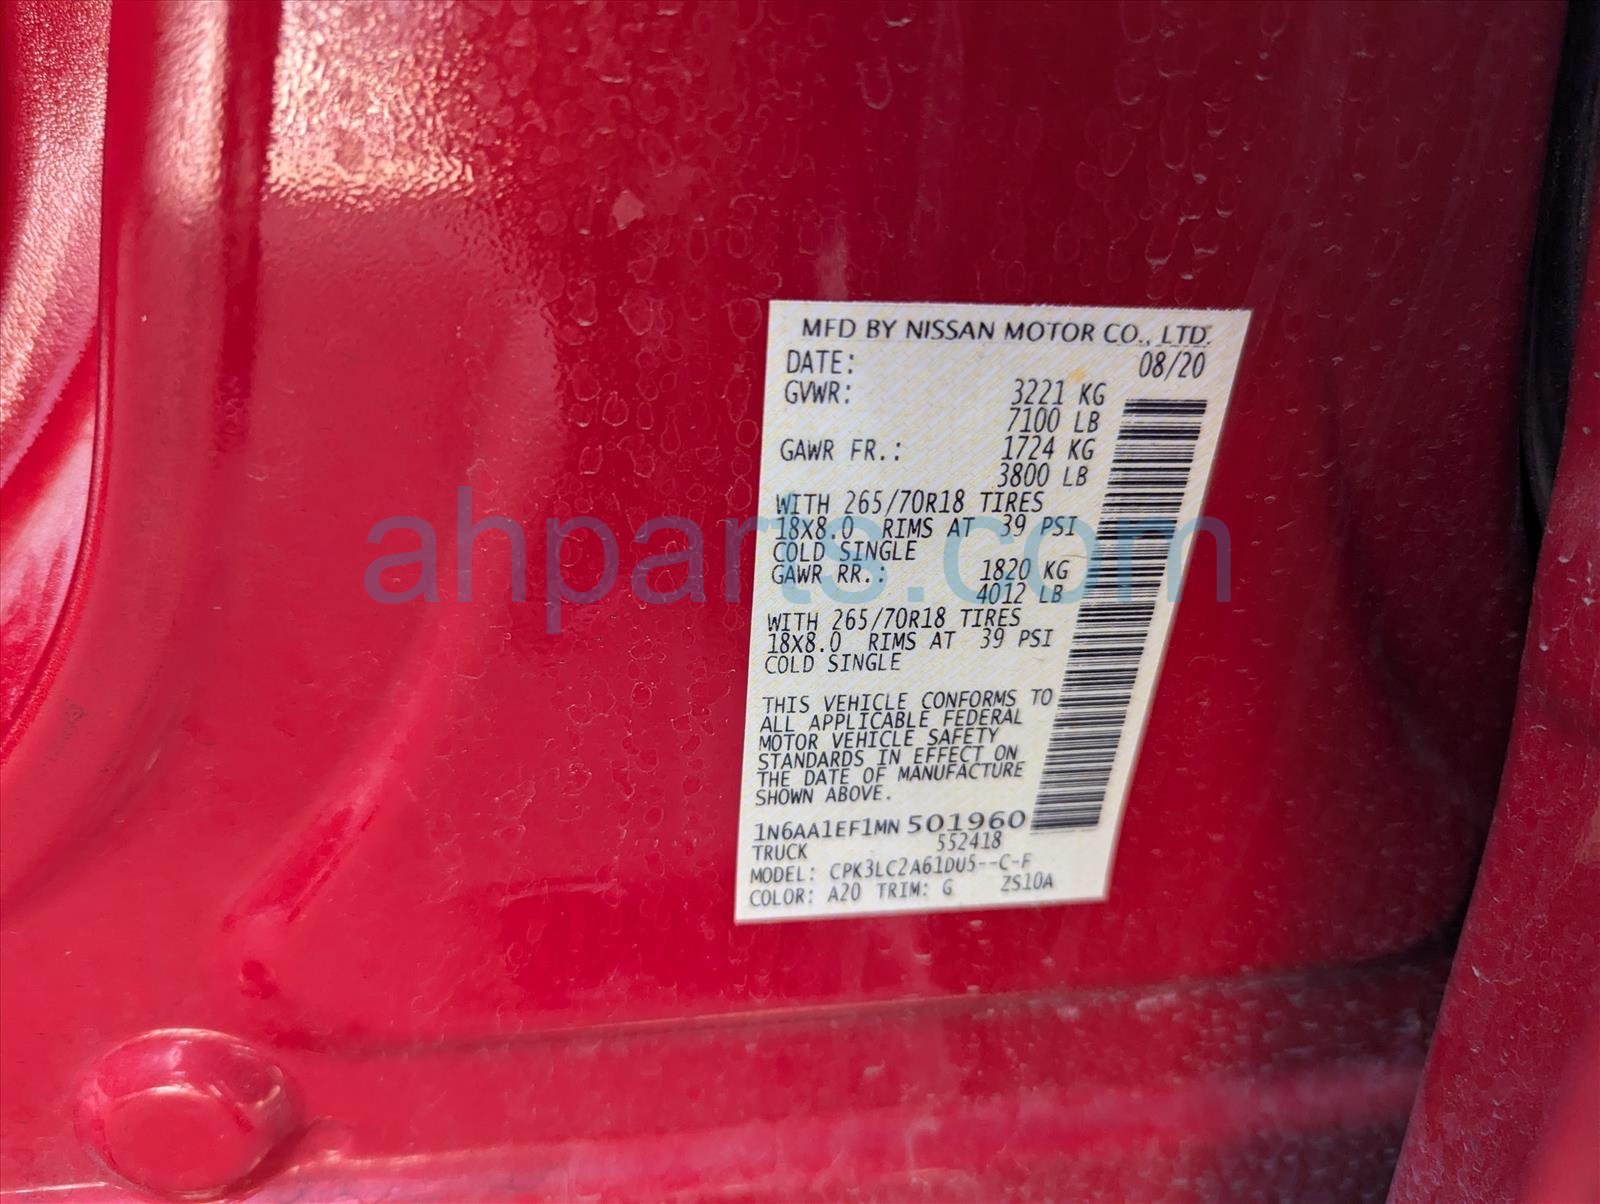 MFD BY NISSAN MOTOR CO., LTD.
DATE: 08/20
GVWR: 3221 KG
7100 LB
GAWR FR.: 1724 KG
3800 LB
WITH 265/70R18 TIRES
18X8.0 RIMS AT 39 PSI
COLD SINGLE
GAWR RR.: 1820 KG
4012 LB
WITH 265/70R18 TIRES
18X8.0 RIMS AT 39 PSI
COLD SINGLE
THIS VEHICLE CONFORMS TO
ALL APPLICABLE FEDERAL
MOTOR VEHICLE SAFETY
STANDARDS IN EFFECT ON
THE DATE OF MANUFACTURE
SHOWN ABOVE.
1N6AA1EF1MN501960
TRUCK 552418
MODEL: CPK3LC2A61DU5--C-F
COLOR: A20 TRIM: G ZS10A
ahparts.com